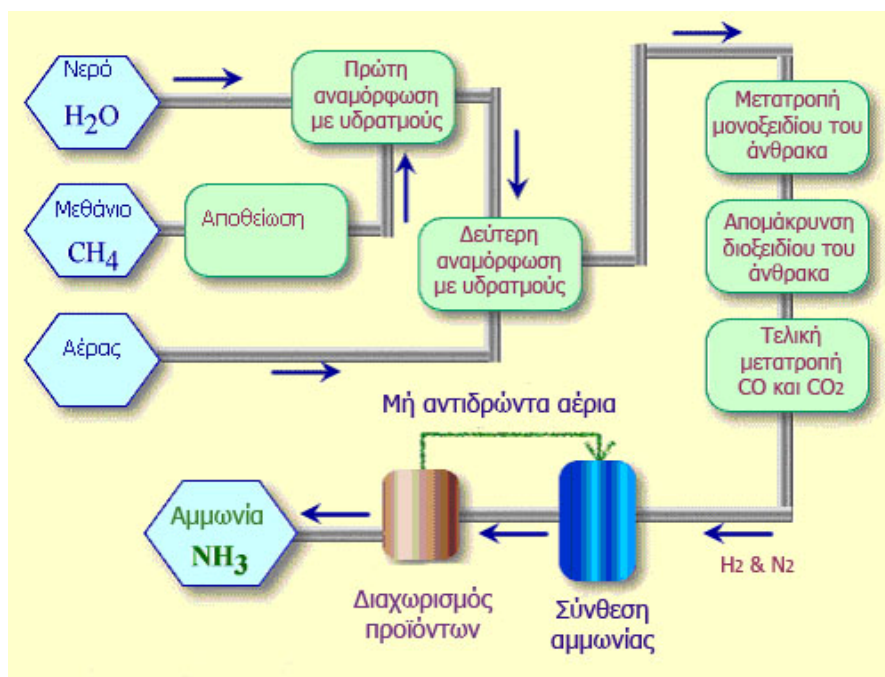 Νερό
H2O
Πρώτη
αναμόρφωση
με υδρατμούς
Μετατροπή
μονοξειδίου του
άνθρακα
Μεθάνιο
CH4
Αποθείωση
Δεύτερη
αναμόρφωση
με υδρατμούς
Απομάκρυνση
διοξειδίου του
άνθρακα
Αέρας
Τελική
μετατροπή
CO και CO2
Μή αντιδρώντα αέρια
Αμμωνία
NH3
H2 & N2
Διαχωρισμός
προϊόντων
Σύνθεση
αμμωνίας